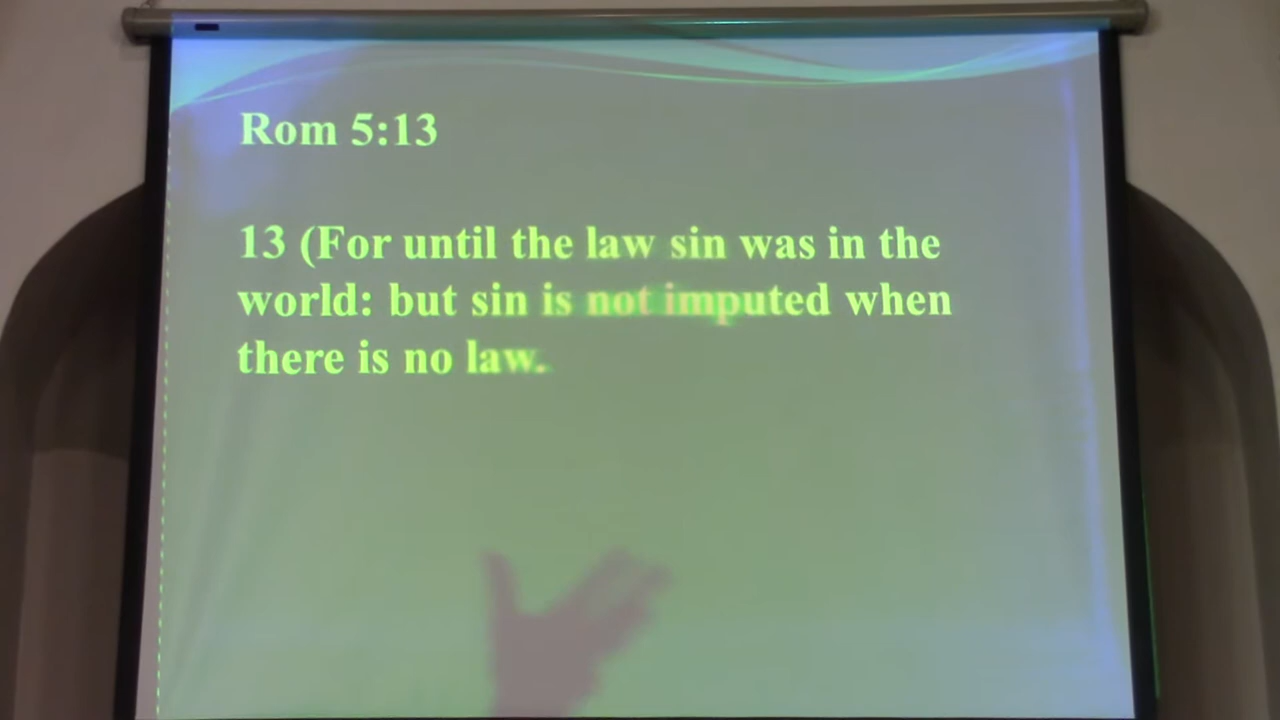 Rom 5:13
13 (For until the law sin was in the
world: but sin is not imputed when
there is no law.